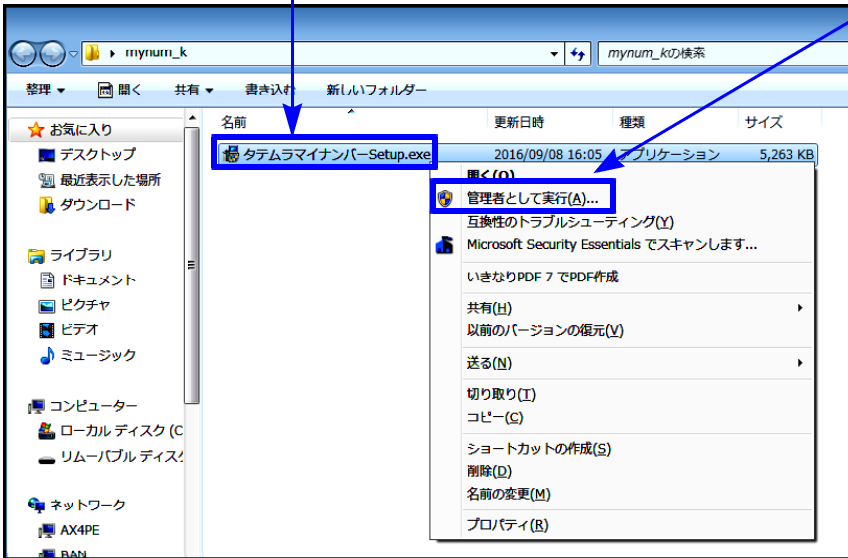 mynum_k
mynum_kの検索
整理 開く 共有 書き込む 新しいフォルダー
お気に入り
デスクトップ
最近表示した場所
ダウンロード
ライブラリ
ドキュメント
ピクチャ
ビデオ
ミュージック
コンピューター
ローカル ディスク (C
リムーバブル ディスク
ネットワーク
AX4PE
BAN
名前 更新日時 種類 サイズ
タテムラマイナンバーSetup.exe 2016/09/08 16:05 アプリケーション 5,263 KB
開く(O)
管理者として実行(A)...
互換性のトラブルシューティング(Y)
Microsoft Security Essentials でスキャンします...
いきなりPDF 7 でPDF作成
共有(H)
以前のバージョンの復元(V)
送る(N)
切り取り(T)
コピー(C)
ショートカットの作成(S)
削除(D)
名前の変更(M)
プロパティ(R)